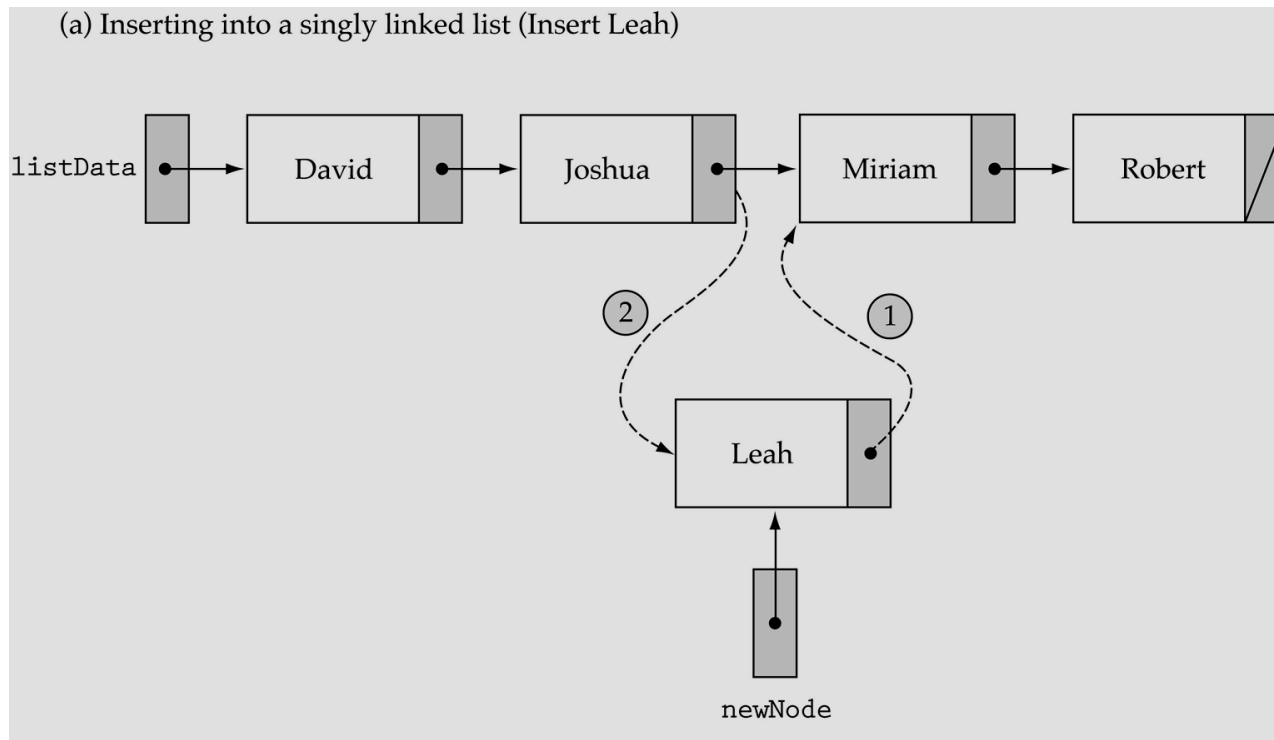 (a) Inserting into a singly linked list (Insert Leah)
listData
David
Joshua
Miriam
Robert
2
1
Leah
newNode